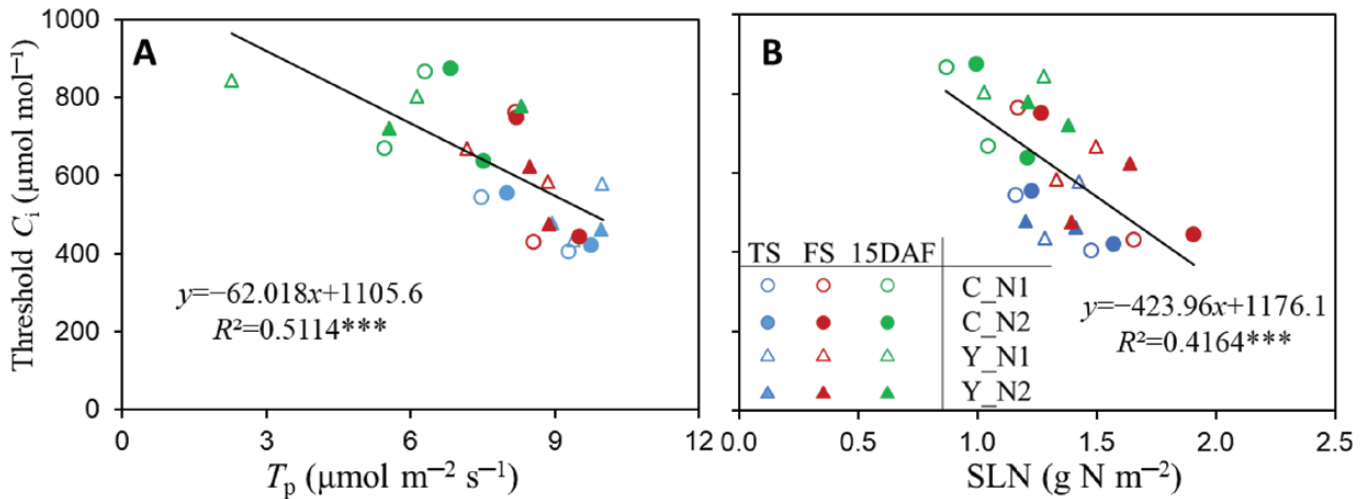 A
B
Threshold Cᵢ (μmol mol⁻¹)
1000
800
600
400
200
0
y=−62.018x+1105.6
R²=0.5114***
0 3 6 9 12
Tₚ (μmol m⁻² s⁻¹)
TS FS 15DAF
C_N1
C_N2
Y_N1
Y_N2
y=−423.96x+1176.1
R²=0.4164***
0.0 0.5 1.0 1.5 2.0 2.5
SLN (g N m⁻²)